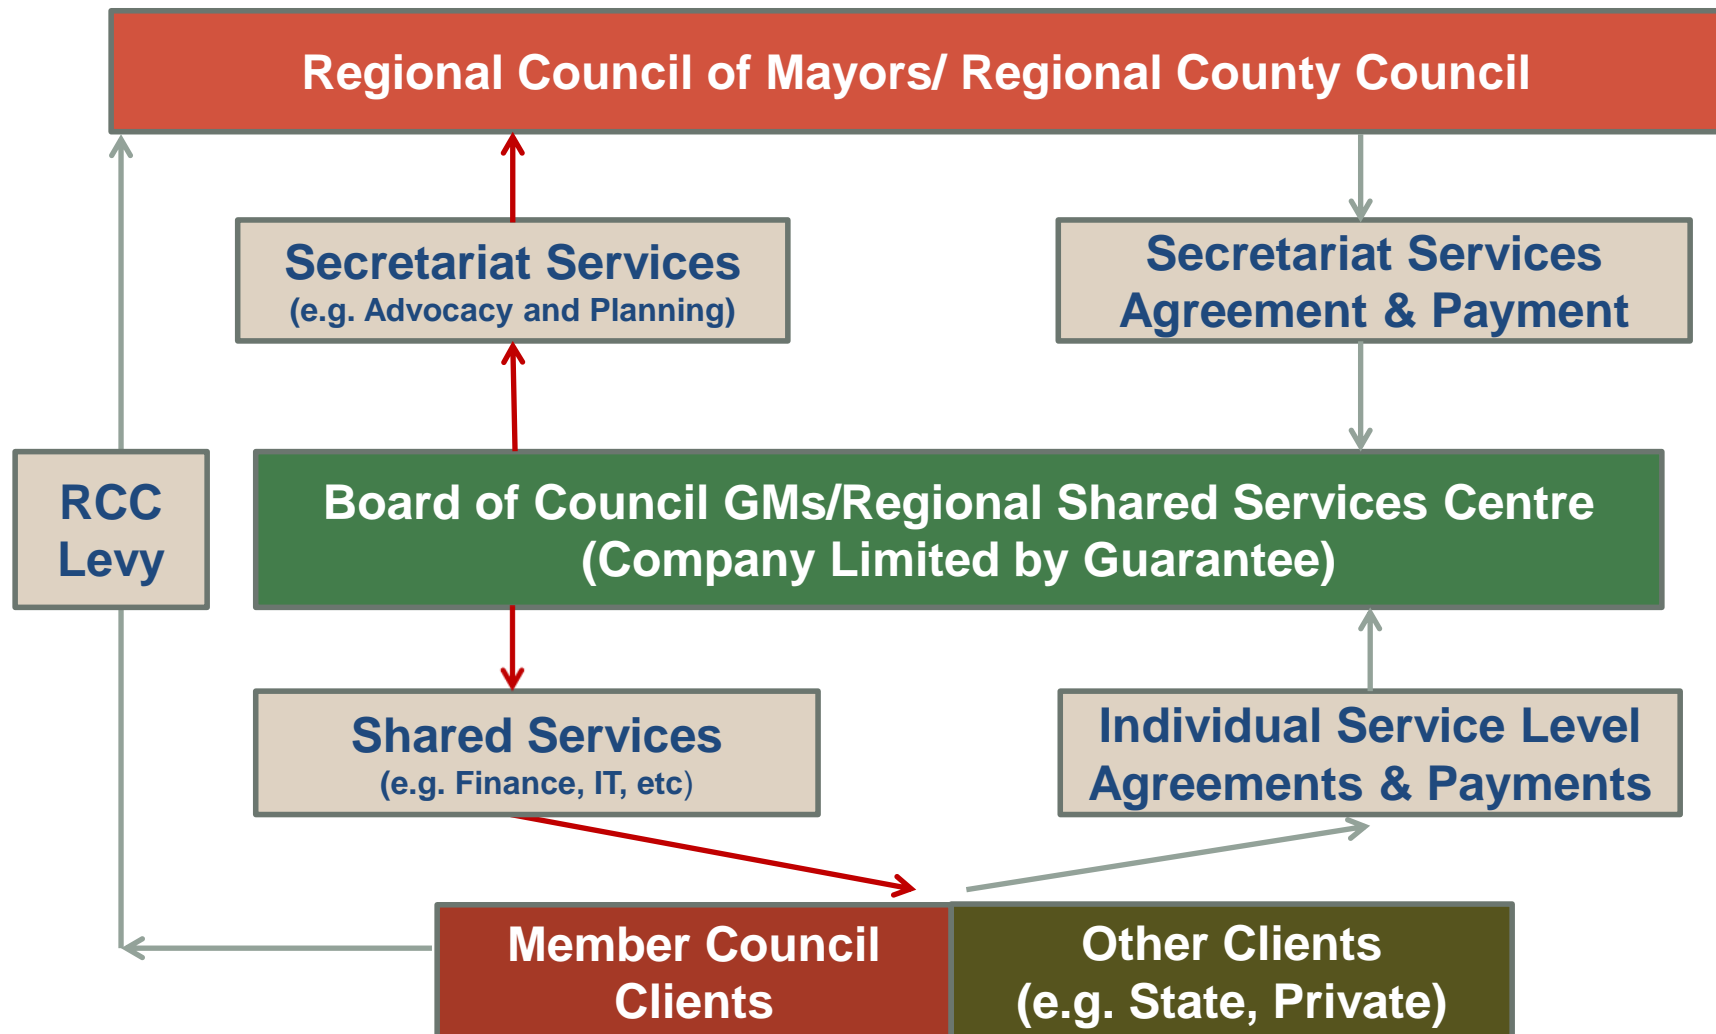 Regional Council of Mayors/ Regional County Council
Secretariat Services
(e.g. Advocacy and Planning)
Secretariat Services
Agreement & Payment
RCC
Levy
Board of Council GMs/Regional Shared Services Centre
(Company Limited by Guarantee)
Shared Services
(e.g. Finance, IT, etc)
Individual Service Level
Agreements & Payments
Member Council
Clients
Other Clients
(e.g. State, Private)